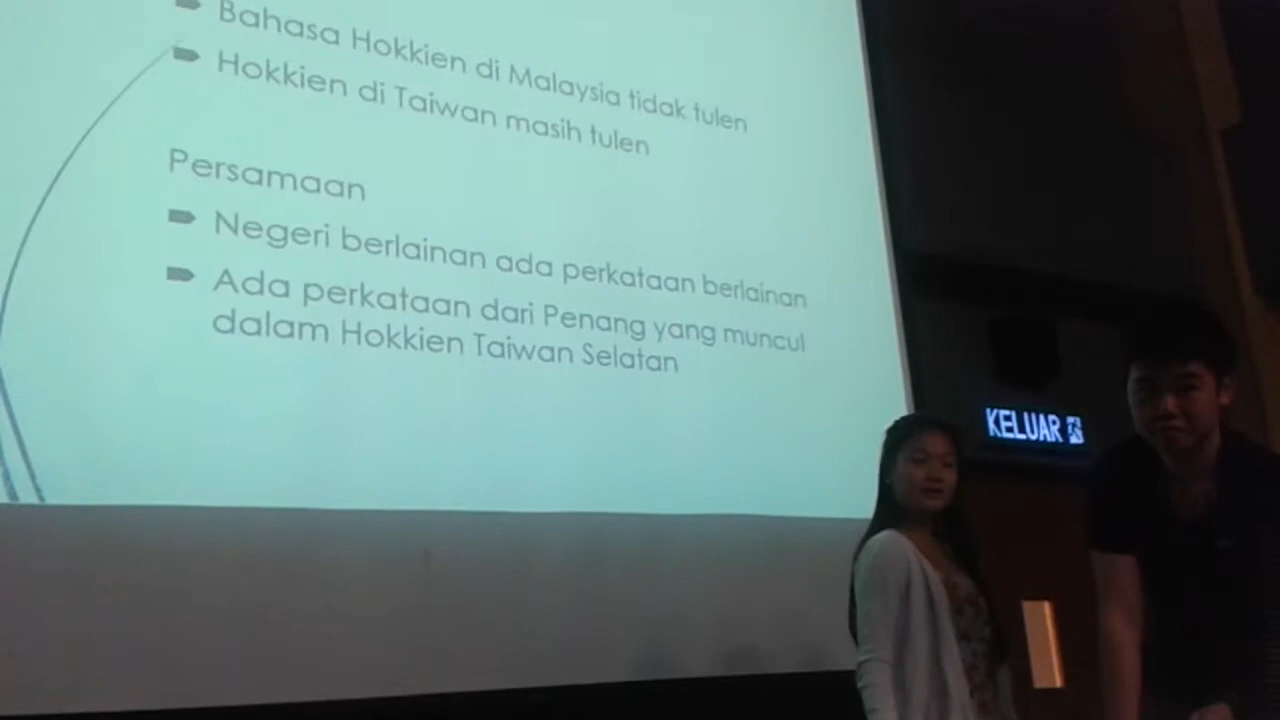 Bahasa Hokkien di Malaysia tidak tulen
Hokkien di Taiwan masih tulen
Persamaan
Negeri berlainan ada perkataan berlainan
Ada perkataan dari Penang yang muncul
dalam Hokkien Taiwan Selatan
KELUAR